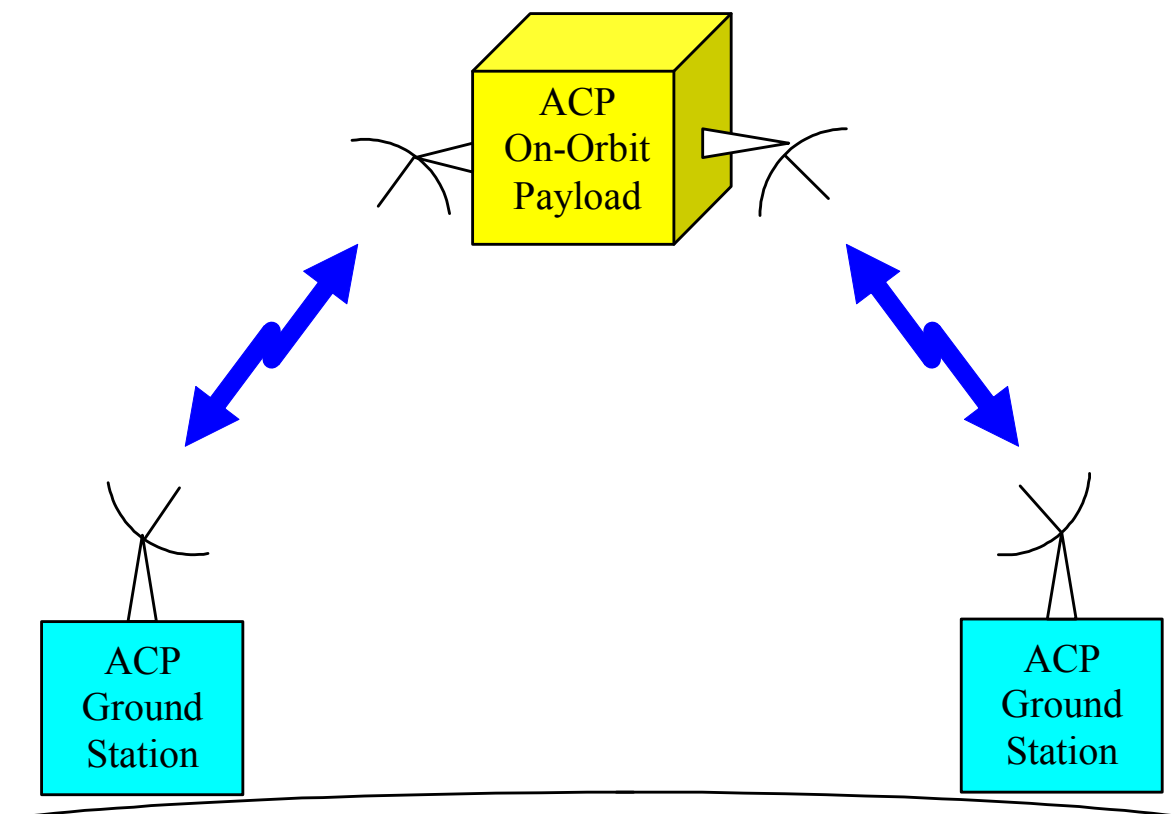 ACP
On-Orbit
Payload
ACP
Ground
Station
ACP
Ground
Station